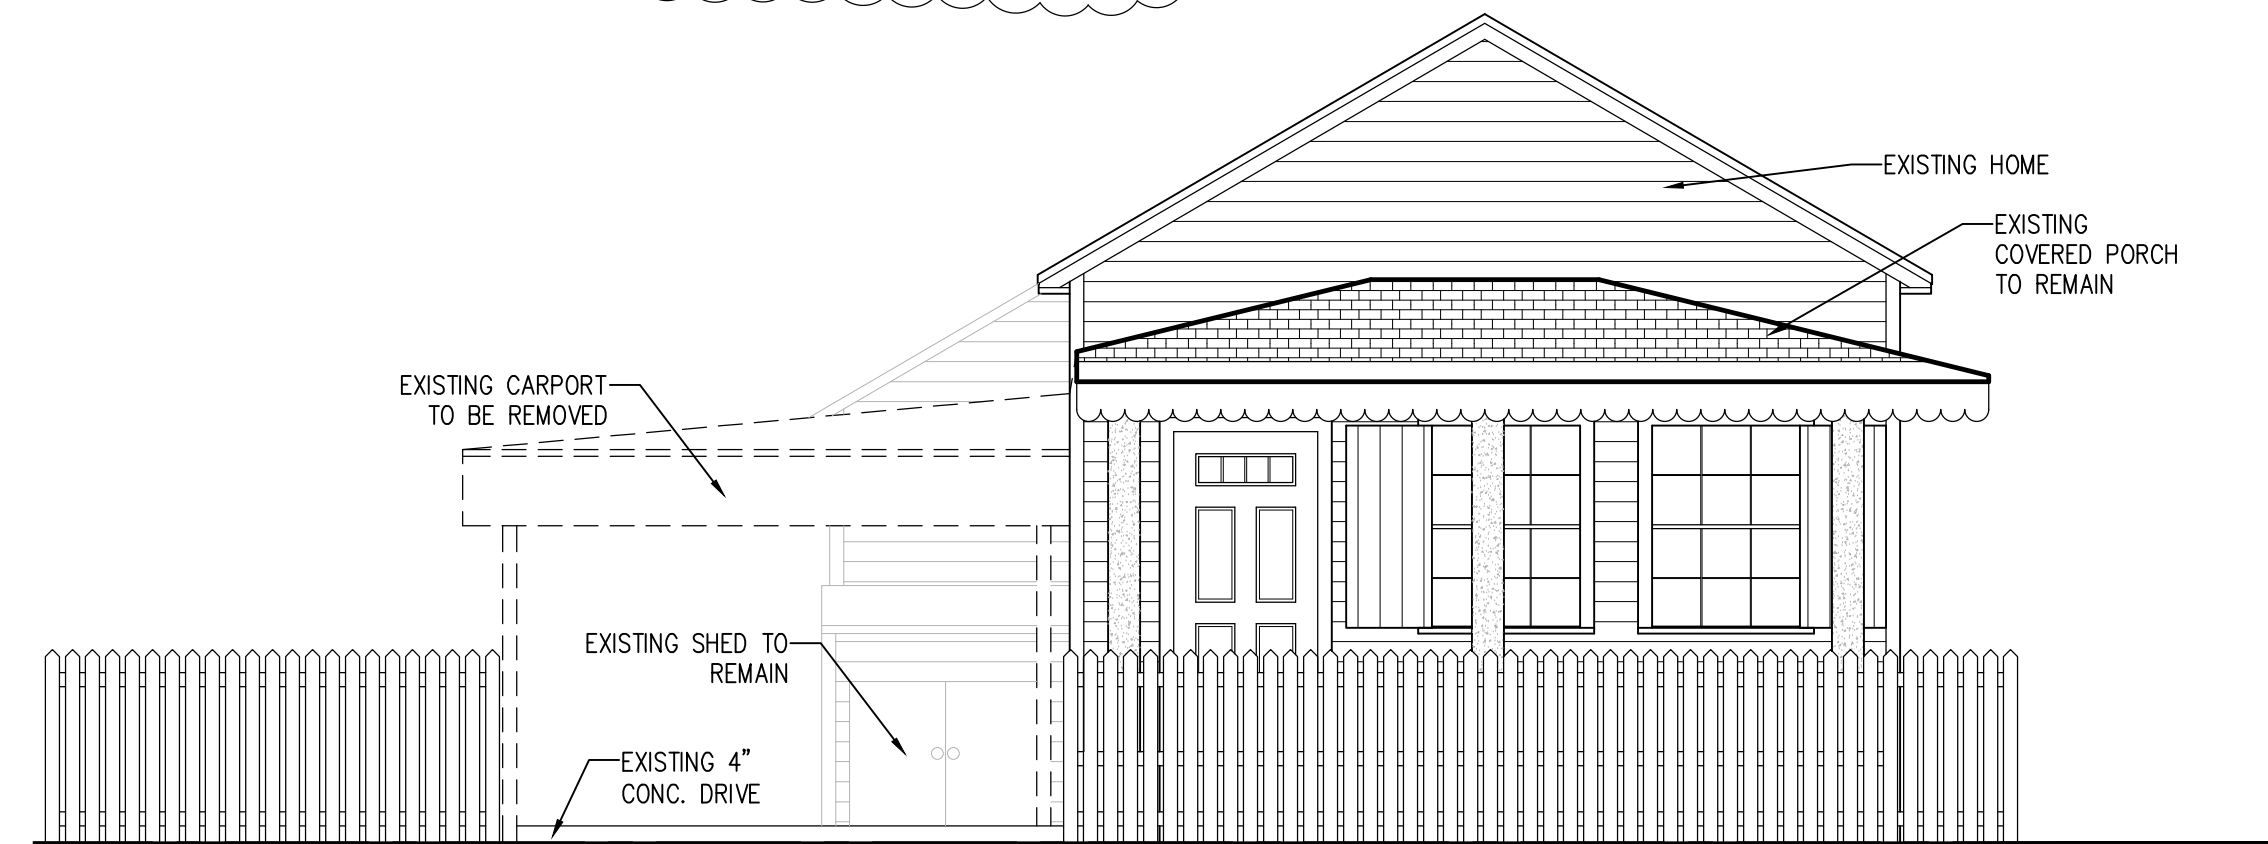 EXISTING HOME
EXISTING
COVERED PORCH
TO REMAIN
EXISTING CARPORT
TO BE REMOVED
EXISTING SHED TO
REMAIN
EXISTING 4"
CONC. DRIVE